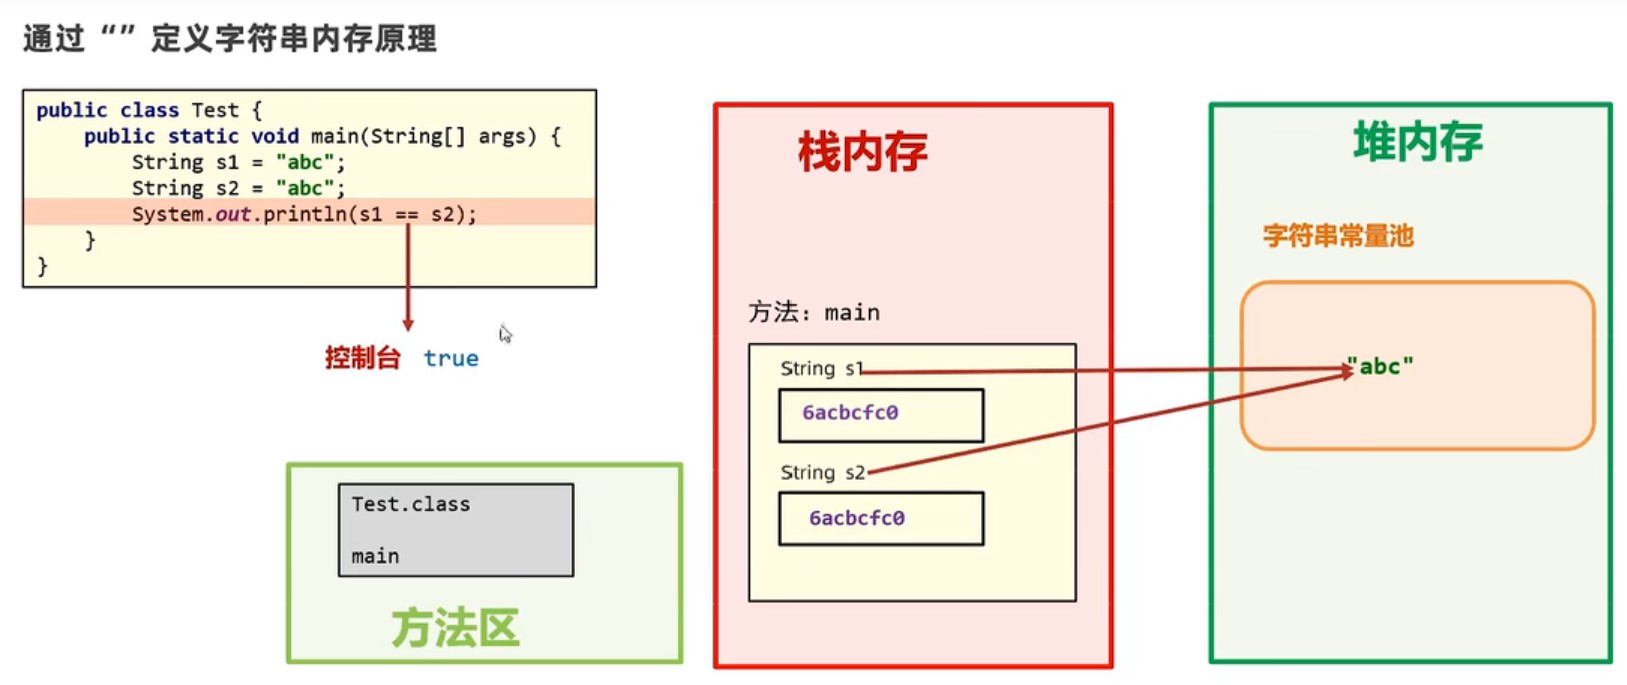 通过“”定义字符串内存原理
public class Test {
    public static void main(String[] args) {
        String s1 = "abc";
        String s2 = "abc";
        System.out.println(s1 == s2);
    }
}
控制台 true
Test.class
main
方法区
栈内存
方法：main
String s1
6acbcfc0
String s2
6acbcfc0
堆内存
字符串常量池
"abc"